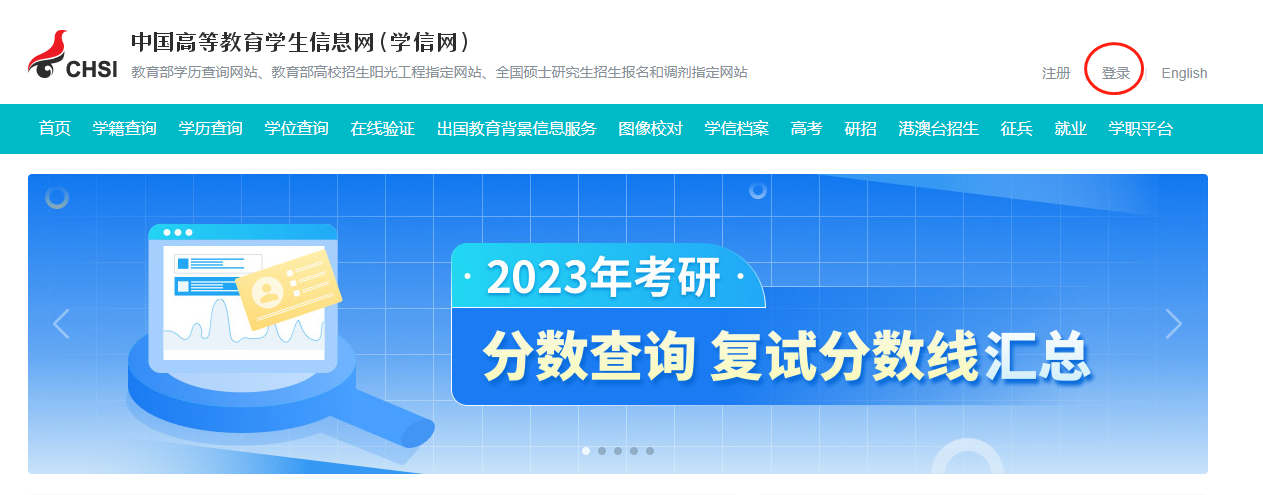 中国高等教育学生信息网(学信网)
CHSI
教育部学历查询网站、教育部高校招生阳光工程指定网站、全国硕士研究生招生报名和调剂指定网站
注册 登录 English
首页 学籍查询 学历查询 学位查询 在线验证 出国教育背景信息服务 图像校对 学信档案 高考 研招 港澳台招生 征兵 就业 学职平台
· 2023年考研 ·
分数查询 复试分数线汇总